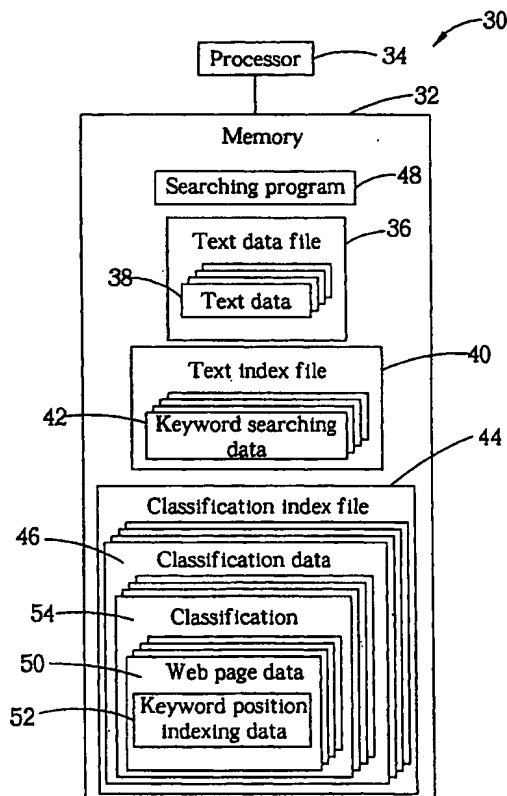 30
Processor
34
32
Memory
Searching program
48
36
Text data file
38
Text data
40
Text index file
42
Keyword searching
data
44
Classification index file
46
Classification data
54
Classification
50
Web page data
52
Keyword position
indexing data